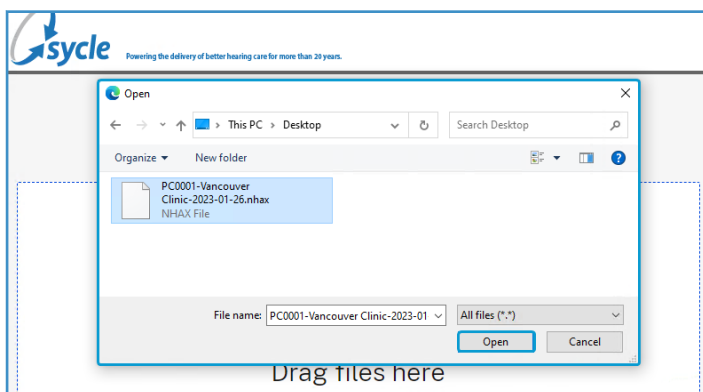 sycle
Powering the delivery of better hearing care for more than 20 years.
Open
This PC > Desktop
Search Desktop
Organize
New folder
PC0001-Vancouver
Clinic-2023-01-26.nhax
NHAX File
File name: PC0001-Vancouver Clinic-2023-01
All files (*.*)
Open
Cancel
Drag files here